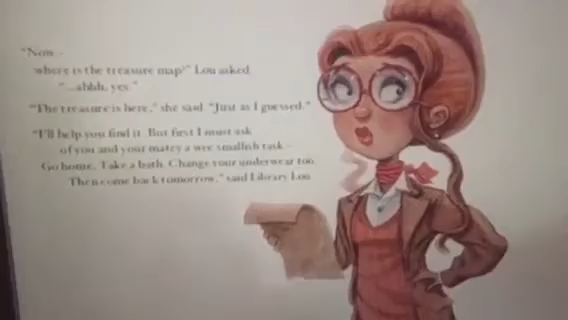 "Now –
where is the treasure map?" Lou asked.
"...ahhh, yes."
"The treasure is here," she said. "Just as I guessed."
"I'll help you find it. But first I must ask
of you and your matey a wee smallish task –
Go home. Take a bath. Change your underwear too.
Then come back tomorrow," said Library Lou.